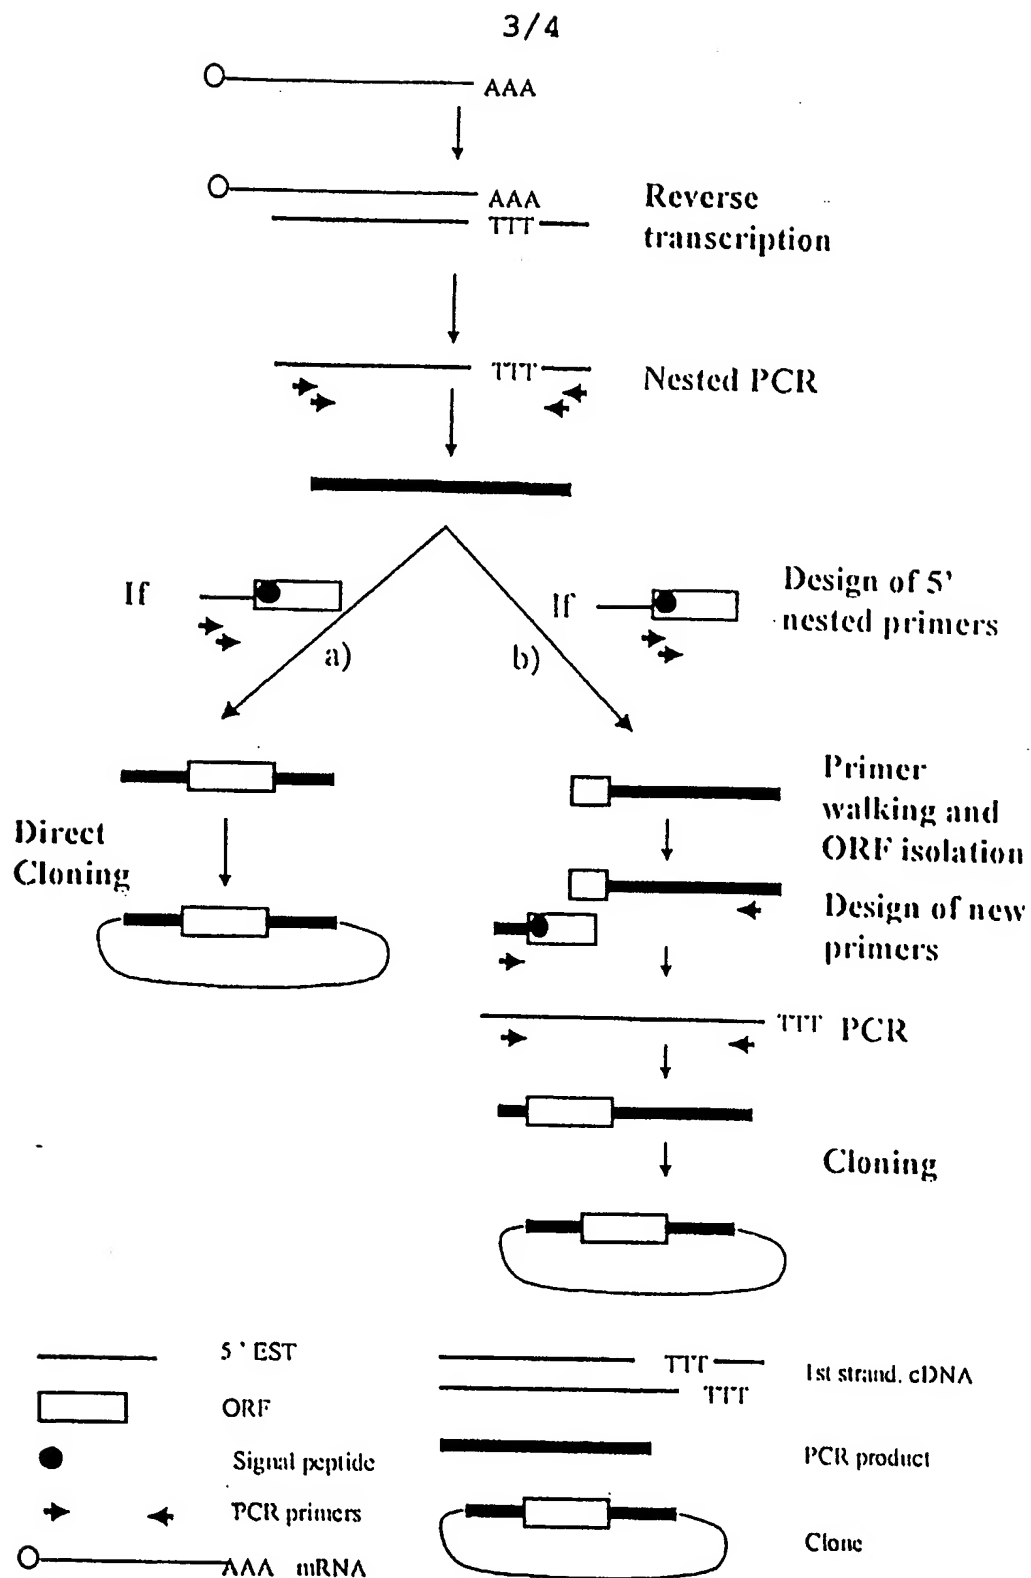 3/4
AAA
AAA
TTT
Reverse
transcription
TTT
Nested PCR
If
If
Design of 5'
nested primers
a)
b)
Primer
walking and
ORF isolation
Direct
Cloning
Design of new
primers
TTT PCR
Cloning
5' EST
TTT
TTT
1st strand. cDNA
ORF
Signal peptide
PCR product
PCR primers
Clone
AAA mRNA